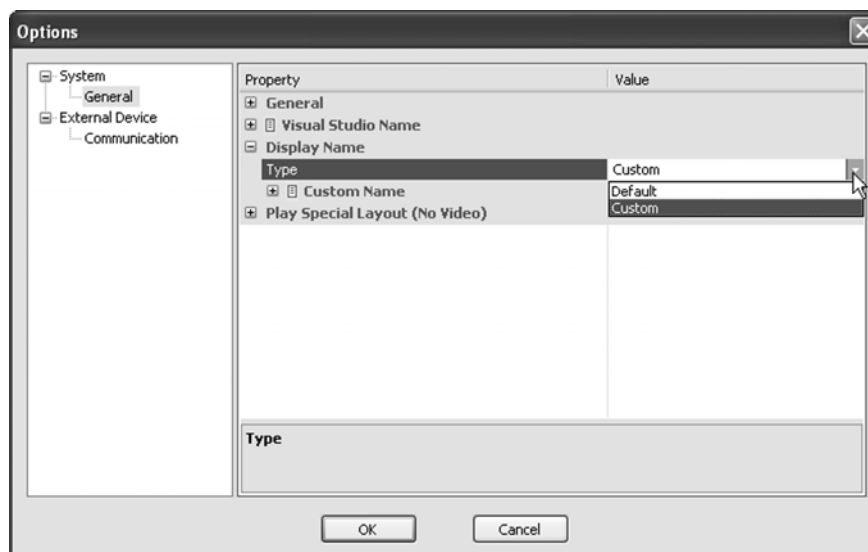 Options
System
General
External Device
Communication
Property Value
General
Visual Studio Name
Display Name
Type Custom
Default
Custom Name
Custom
Play Special Layout (No Video)
Type
OK Cancel